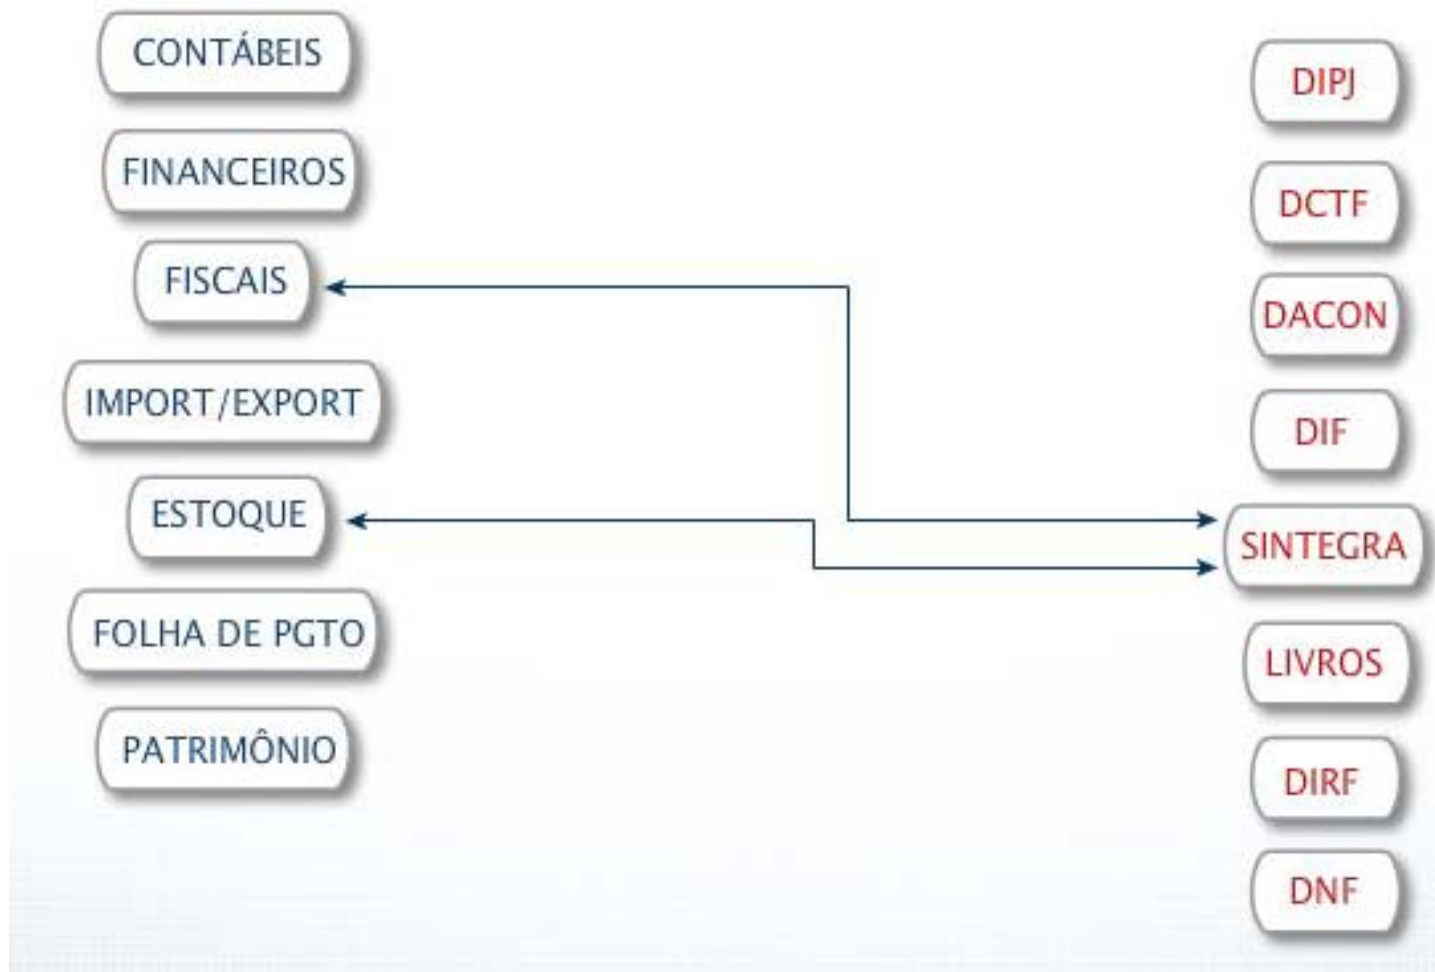 CONTÁBEIS
FINANCEIROS
FISCAIS
IMPORT/EXPORT
ESTOQUE
FOLHA DE PGTO
PATRIMÔNIO
DIPJ
DCTF
DACON
DIF
SINTEGRA
LIVROS
DIRF
DNF